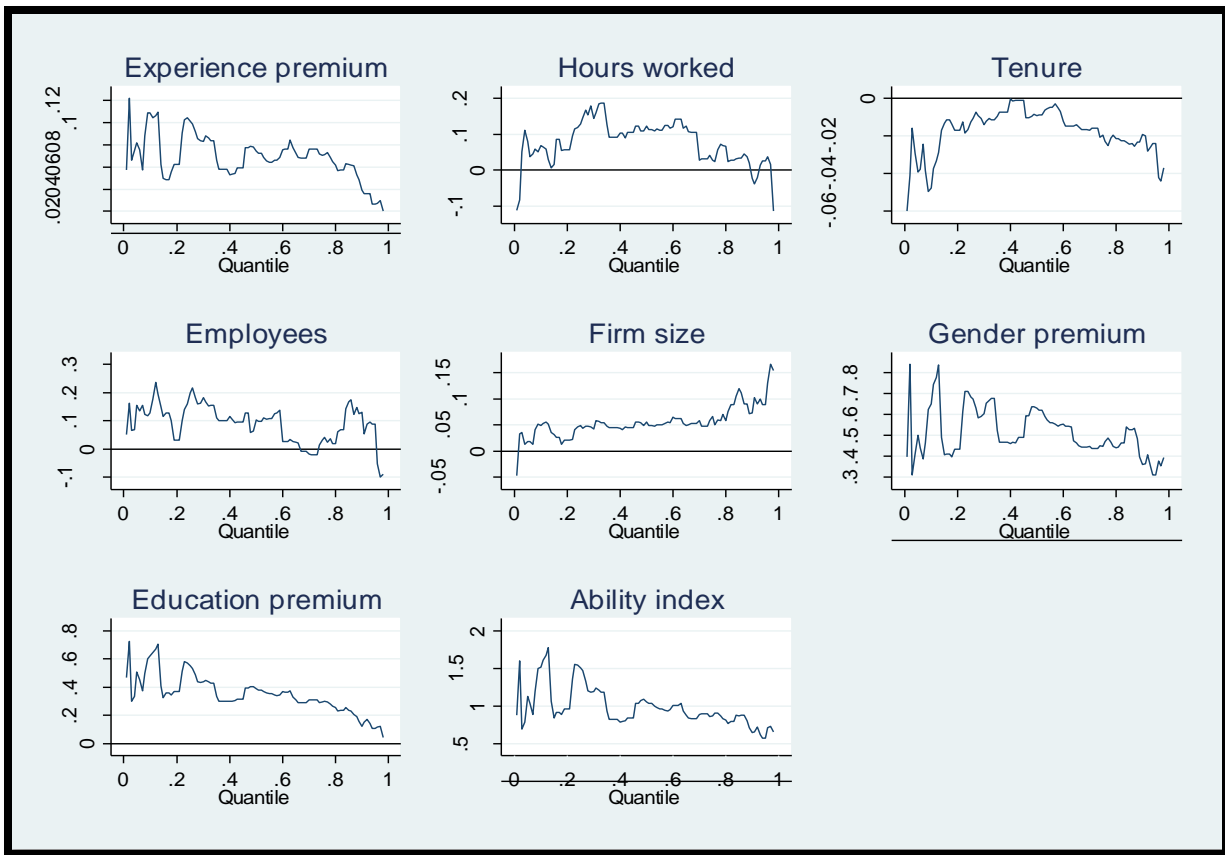 Experience premium
.02040608 .1 .12
0 .2 .4 .6 .8 1
Quantile
Hours worked
-.1 0 .1 .2
0 .2 .4 .6 .8 1
Quantile
Tenure
-.06-.04-.02 0
0 .2 .4 .6 .8 1
Quantile
Employees
-.1 0 .1 .2 .3
0 .2 .4 .6 .8 1
Quantile
Firm size
-.05 0 .05 .1 .15
0 .2 .4 .6 .8 1
Quantile
Gender premium
.3 .4 .5 .6 .7 .8
0 .2 .4 .6 .8 1
Quantile
Education premium
0 .2 .4 .6 .8
0 .2 .4 .6 .8 1
Quantile
Ability index
.5 1 1.5 2
0 .2 .4 .6 .8 1
Quantile